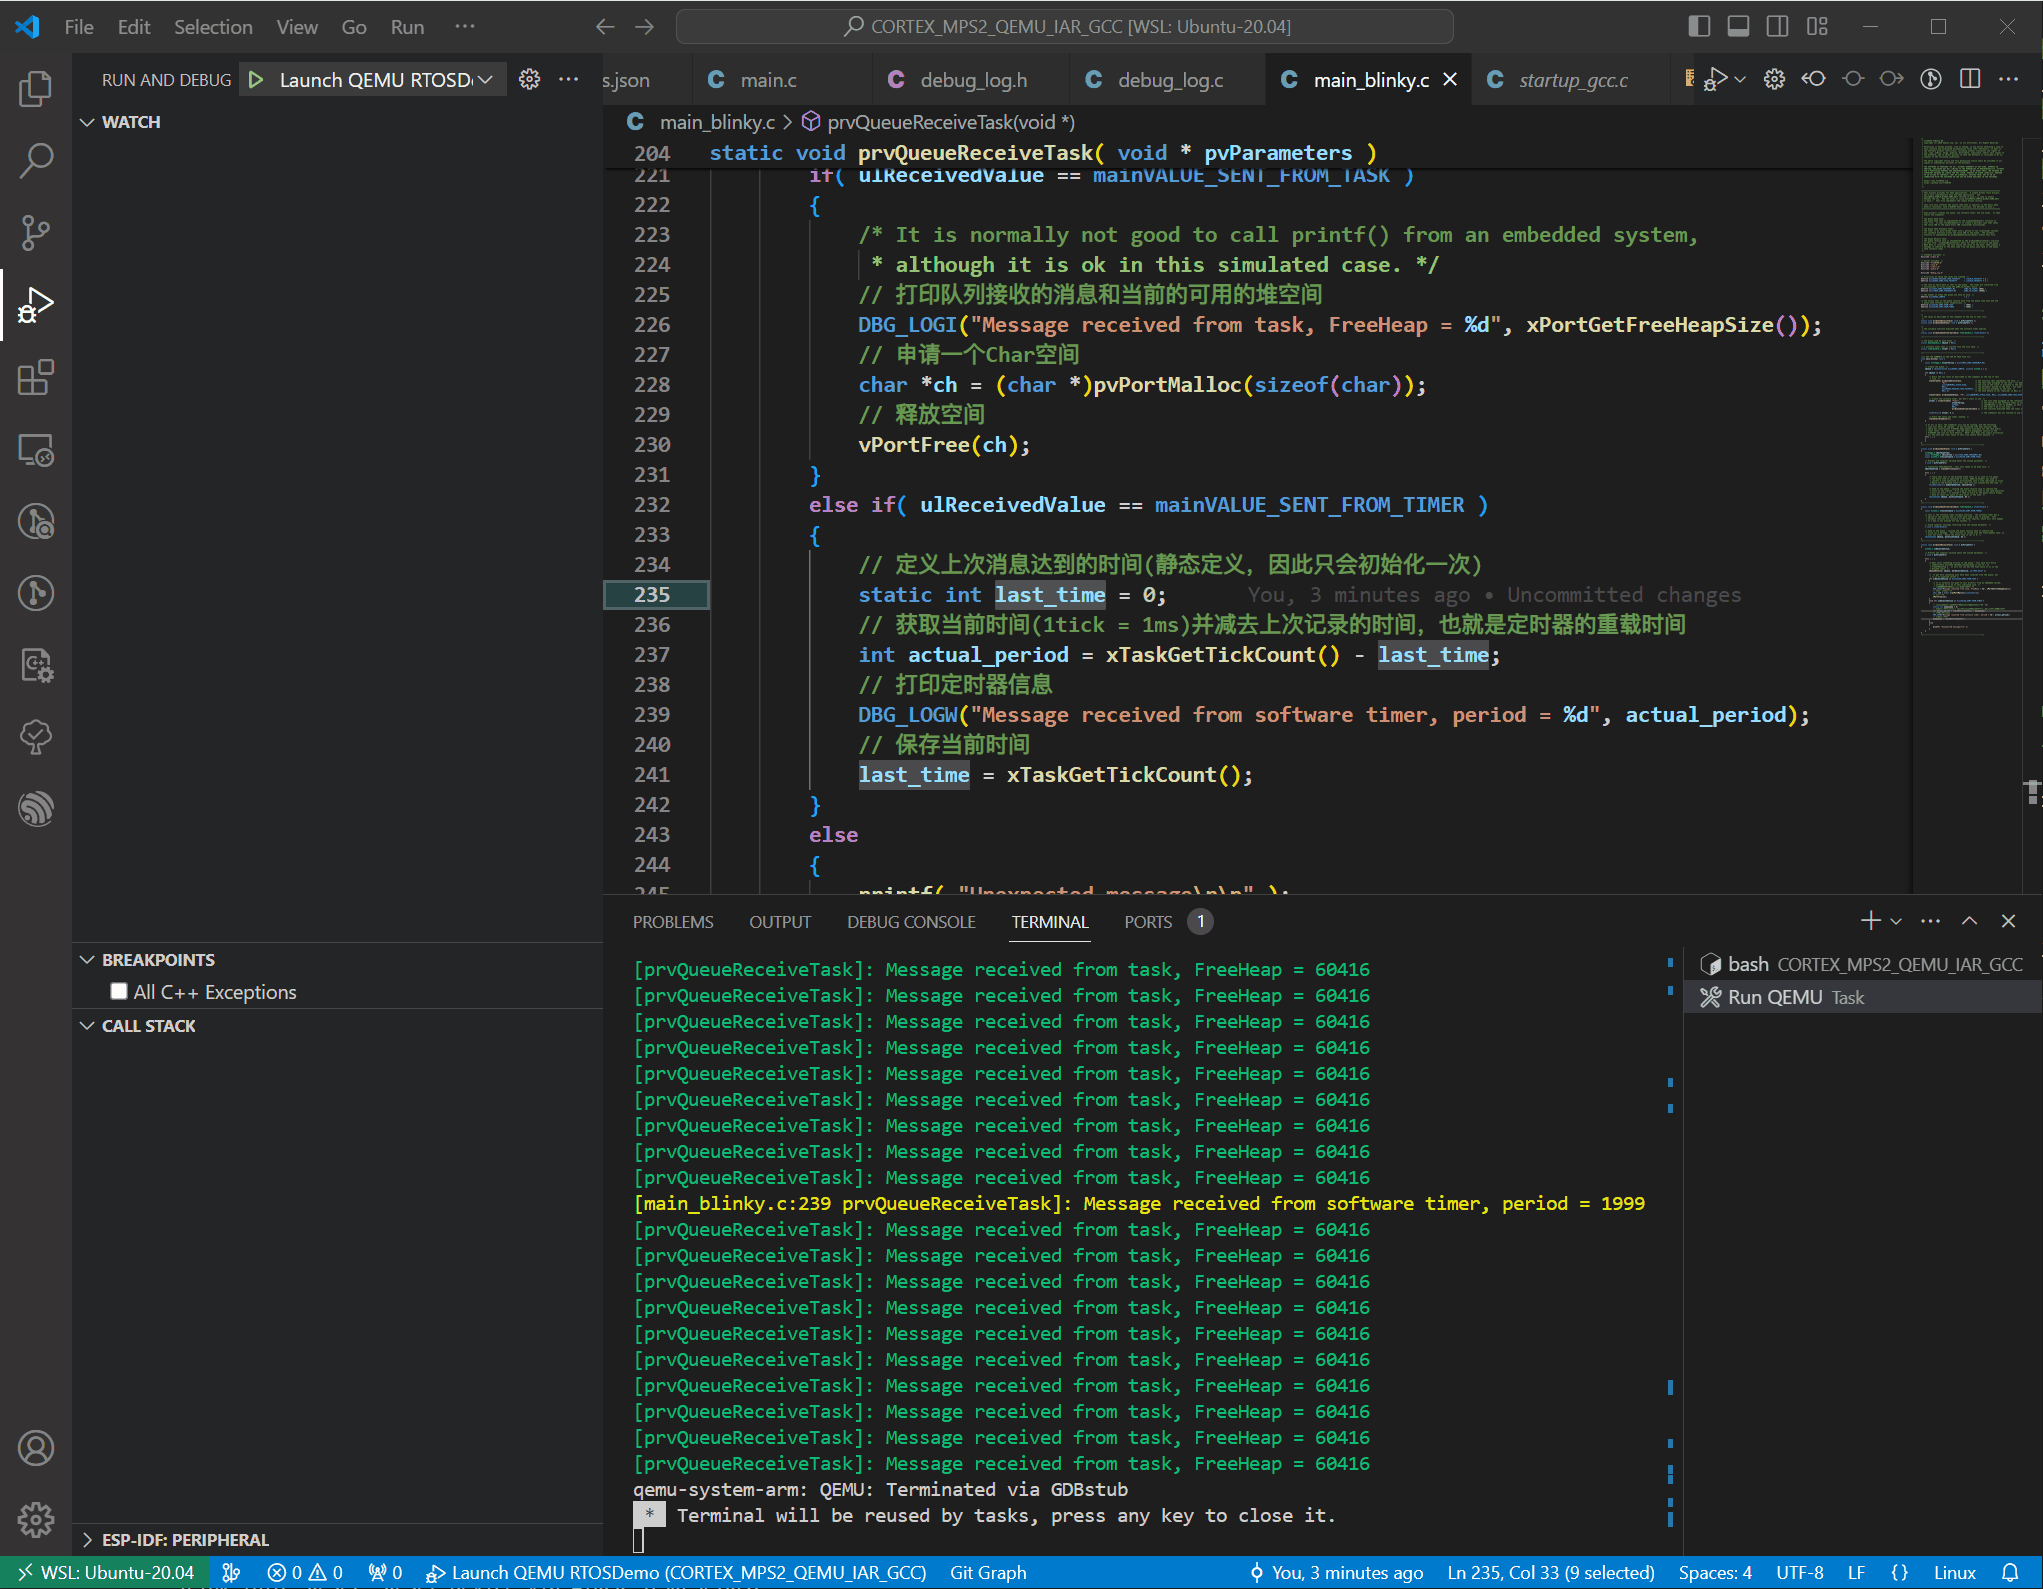 File Edit Selection View Go Run ··· CORTEX_MPS2_QEMU_IAR_GCC [WSL: Ubuntu-20.04]
RUN AND DEBUG Launch QEMU RTOSD ···
s.json main.c debug_log.h debug_log.c main_blinky.c startup_gcc.c
WATCH
main_blinky.c > prvQueueReceiveTask(void *)
204 static void prvQueueReceiveTask( void * pvParameters )
221 if( ulReceivedValue == mainVALUE_SENT_FROM_TASK )
222 {
223 /* It is normally not good to call printf() from an embedded system,
224 * although it is ok in this simulated case. */
225 // 打印队列接收的消息和当前的可用的堆空间
226 DBG_LOGI("Message received from task, FreeHeap = %d", xPortGetFreeHeapSize());
227 // 申请一个Char空间
228 char *ch = (char *)pvPortMalloc(sizeof(char));
229 // 释放空间
230 vPortFree(ch);
231 }
232 else if( ulReceivedValue == mainVALUE_SENT_FROM_TIMER )
233 {
234 // 定义上次消息达到的时间(静态定义，因此只会初始化一次)
235 static int last_time = 0; You, 3 minutes ago • Uncommitted changes
236 // 获取当前时间(1tick = 1ms)并减去上次记录的时间，也就是定时器的重载时间
237 int actual_period = xTaskGetTickCount() - last_time;
238 // 打印定时器信息
239 DBG_LOGW("Message received from software timer, period = %d", actual_period);
240 // 保存当前时间
241 last_time = xTaskGetTickCount();
242 }
243 else
244 {
245 printf( "Unexpected message\n\n" );
PROBLEMS OUTPUT DEBUG CONSOLE TERMINAL PORTS 1
BREAKPOINTS
All C++ Exceptions
CALL STACK
[prvQueueReceiveTask]: Message received from task, FreeHeap = 60416
[prvQueueReceiveTask]: Message received from task, FreeHeap = 60416
[prvQueueReceiveTask]: Message received from task, FreeHeap = 60416
[prvQueueReceiveTask]: Message received from task, FreeHeap = 60416
[prvQueueReceiveTask]: Message received from task, FreeHeap = 60416
[prvQueueReceiveTask]: Message received from task, FreeHeap = 60416
[prvQueueReceiveTask]: Message received from task, FreeHeap = 60416
[prvQueueReceiveTask]: Message received from task, FreeHeap = 60416
[prvQueueReceiveTask]: Message received from task, FreeHeap = 60416
[main_blinky.c:239 prvQueueReceiveTask]: Message received from software timer, period = 1999
[prvQueueReceiveTask]: Message received from task, FreeHeap = 60416
[prvQueueReceiveTask]: Message received from task, FreeHeap = 60416
[prvQueueReceiveTask]: Message received from task, FreeHeap = 60416
[prvQueueReceiveTask]: Message received from task, FreeHeap = 60416
[prvQueueReceiveTask]: Message received from task, FreeHeap = 60416
[prvQueueReceiveTask]: Message received from task, FreeHeap = 60416
[prvQueueReceiveTask]: Message received from task, FreeHeap = 60416
[prvQueueReceiveTask]: Message received from task, FreeHeap = 60416
[prvQueueReceiveTask]: Message received from task, FreeHeap = 60416
[prvQueueReceiveTask]: Message received from task, FreeHeap = 60416
qemu-system-arm: QEMU: Terminated via GDBstub
* Terminal will be reused by tasks, press any key to close it.
bash CORTEX_MPS2_QEMU_IAR_GCC
Run QEMU Task
ESP-IDF: PERIPHERAL
WSL: Ubuntu-20.04 0 0 0 Launch QEMU RTOSDemo (CORTEX_MPS2_QEMU_IAR_GCC) Git Graph You, 3 minutes ago Ln 235, Col 33 (9 selected) Spaces: 4 UTF-8 LF {} Linux